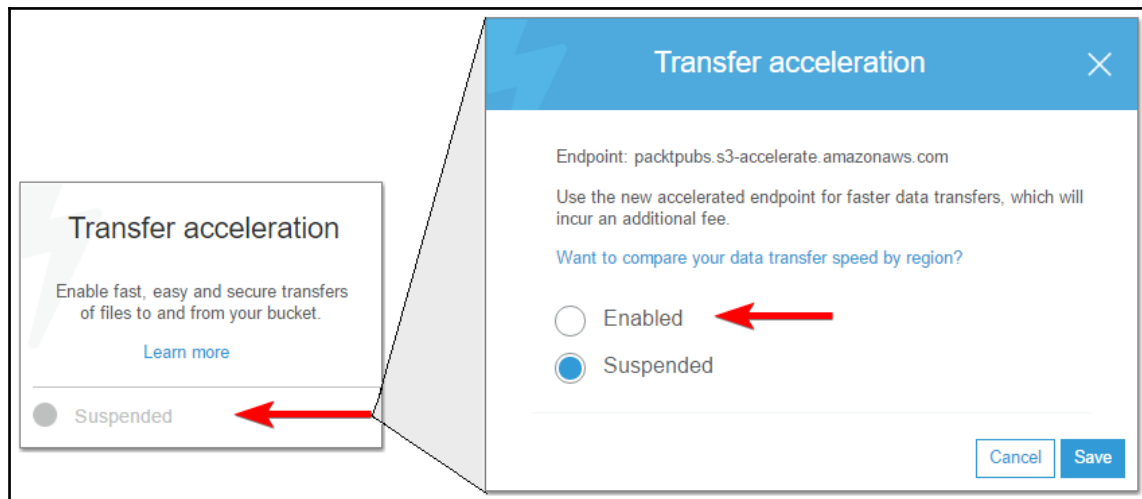 Transfer acceleration
Enable fast, easy and secure transfers
of files to and from your bucket.
Learn more
Suspended
Transfer acceleration
Endpoint: packtpubs.s3-accelerate.amazonaws.com
Use the new accelerated endpoint for faster data transfers, which will
incur an additional fee.
Want to compare your data transfer speed by region?
Enabled
Suspended
Cancel
Save